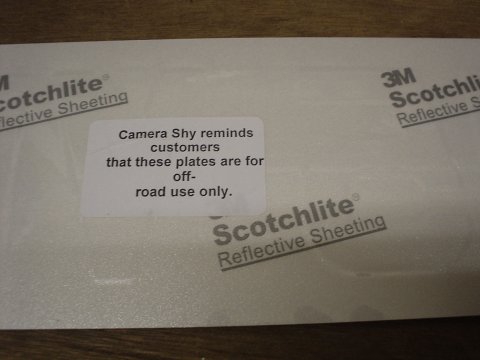 3M
Scotchlite®
Reflective Sheeting
3M
Scotchlite®
Reflective Sheeting
Camera Shy reminds
customers
that these plates are for
off-
road use only.
Scotchlite®
Reflective Sheeting